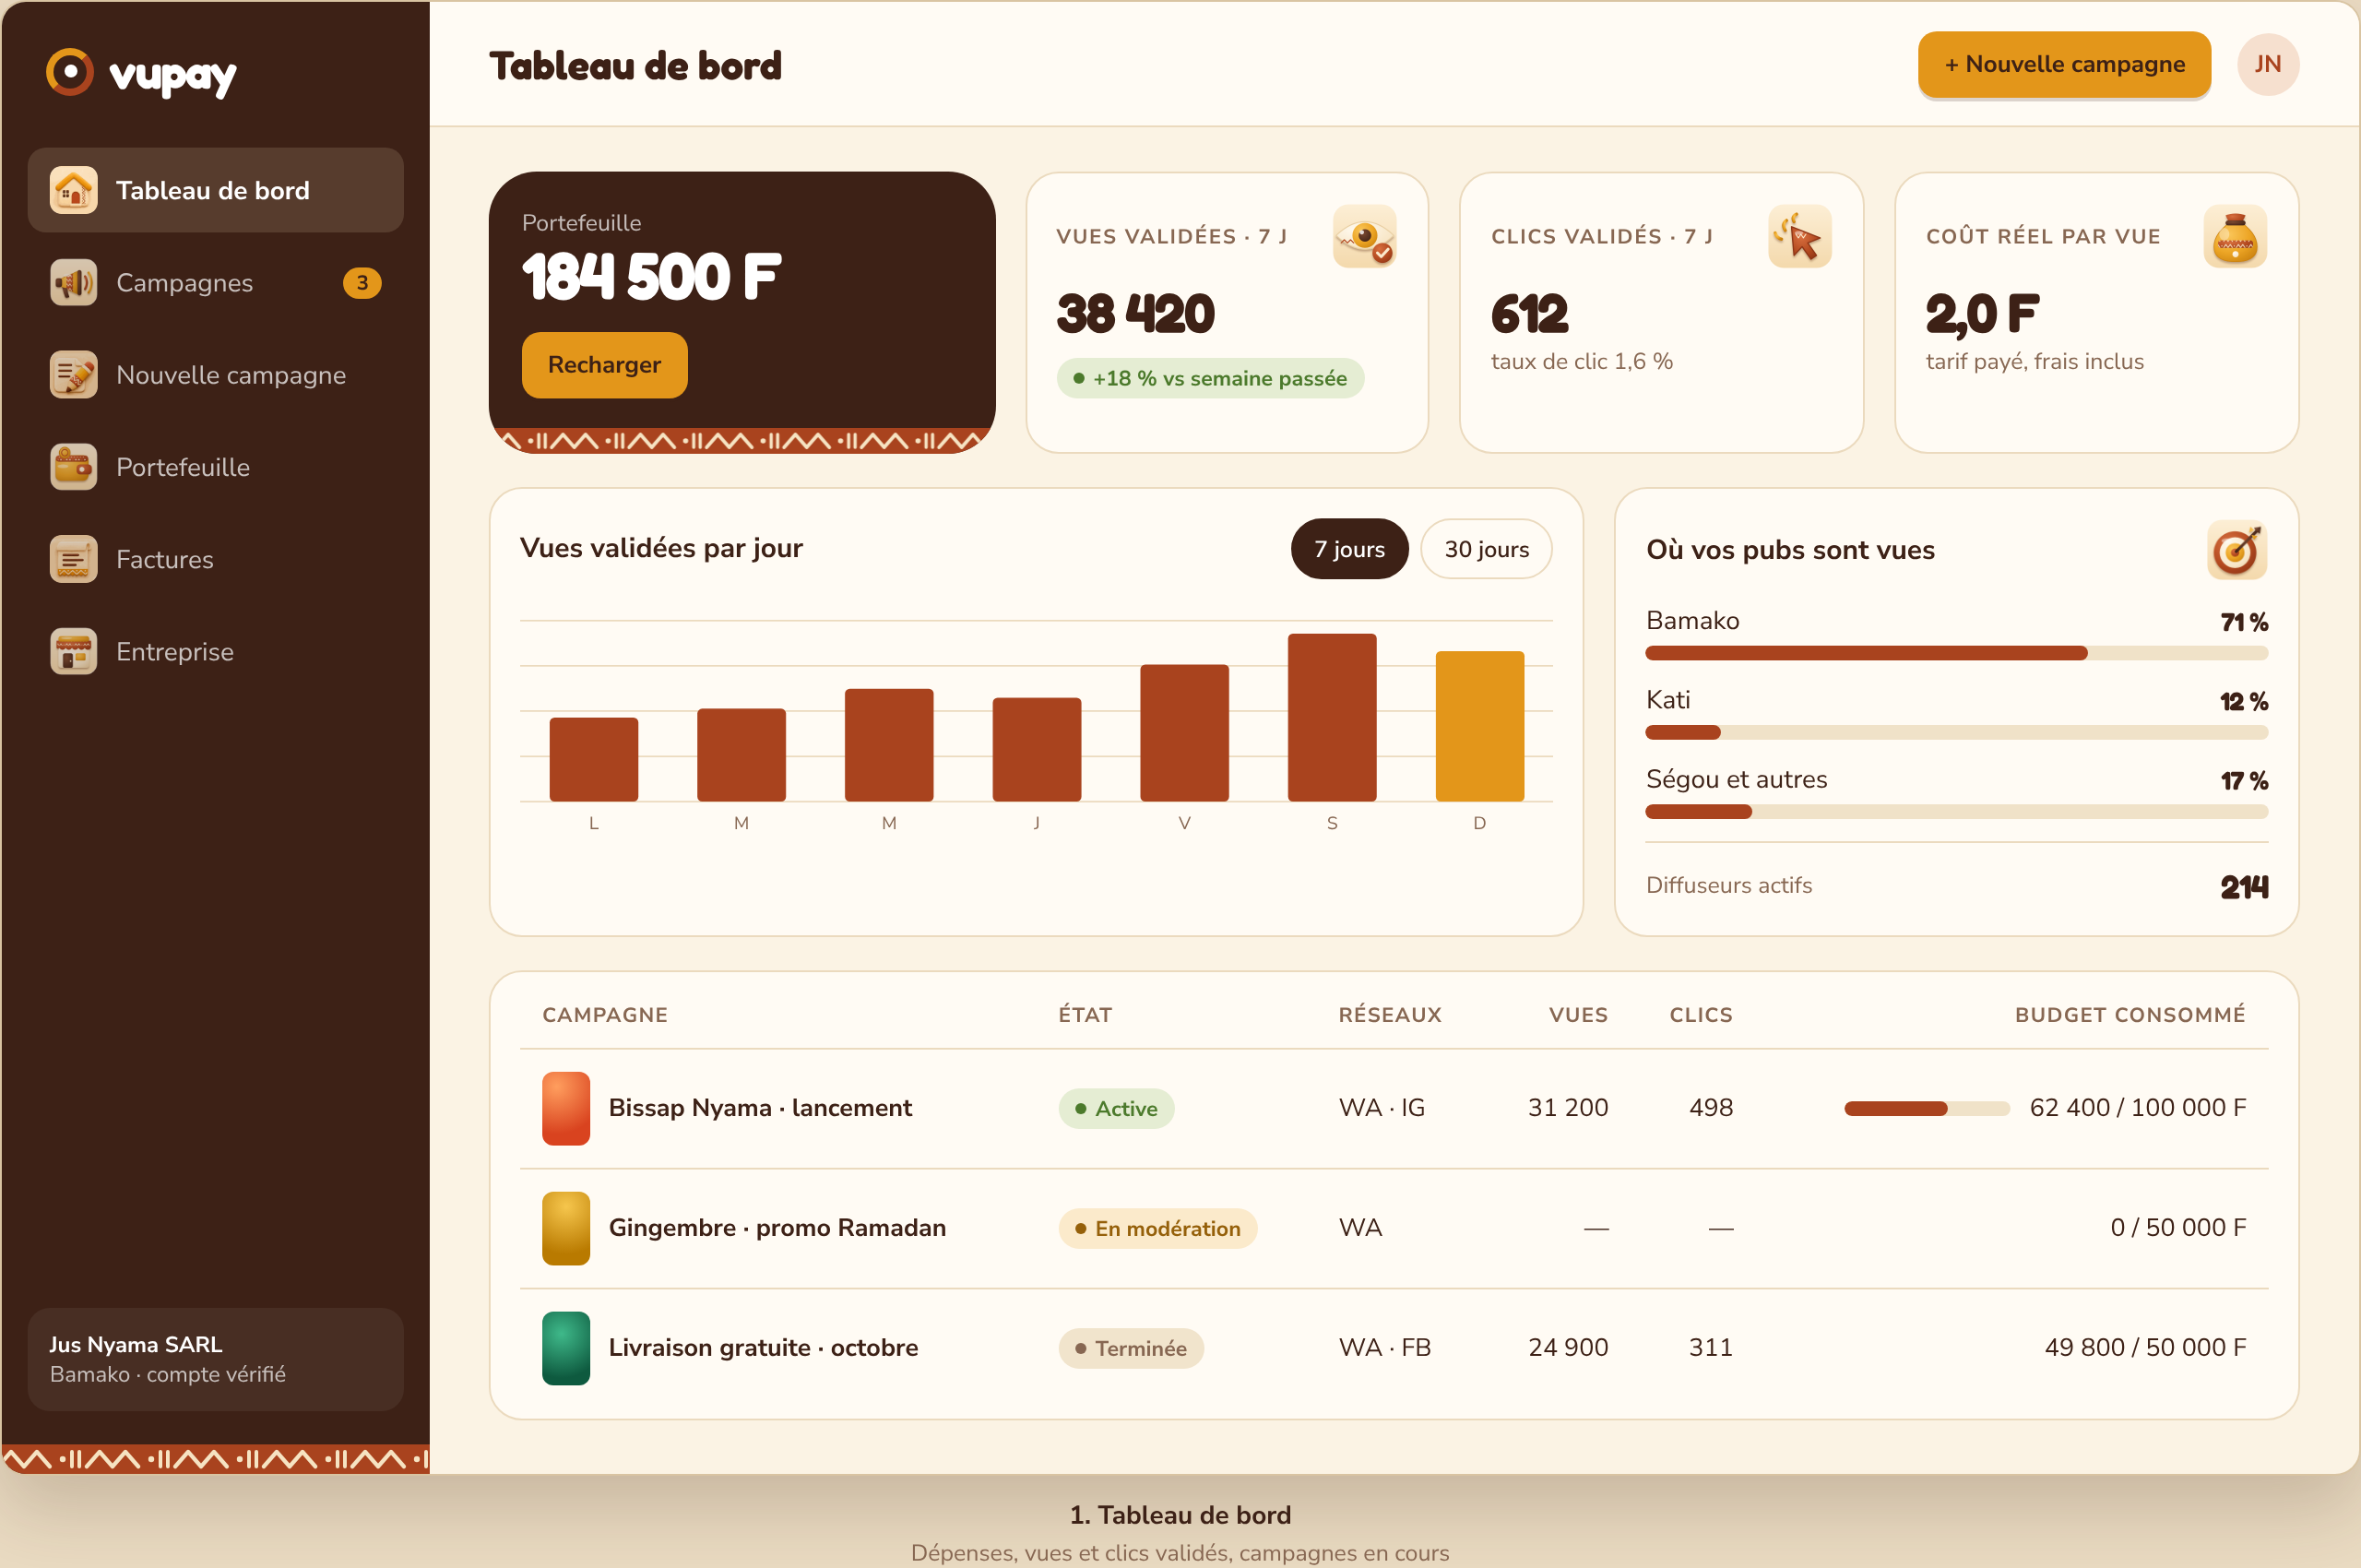 vupay
Tableau de bord
Campagnes 3
Nouvelle campagne
Portefeuille
Factures
Entreprise
Jus Nyama SARL
Bamako · compte vérifié
Tableau de bord
+ Nouvelle campagne
JN
Portefeuille
184 500 F
Recharger
VUES VALIDÉES · 7 J
38 420
+18 % vs semaine passée
CLICS VALIDÉS · 7 J
612
taux de clic 1,6 %
COÛT RÉEL PAR VUE
2,0 F
tarif payé, frais inclus
Vues validées par jour
7 jours 30 jours
L M M J V S D
Où vos pubs sont vues
Bamako 71 %
Kati 12 %
Ségou et autres 17 %
Diffuseurs actifs 214
CAMPAGNE ÉTAT RÉSEAUX VUES CLICS BUDGET CONSOMMÉ
Bissap Nyama · lancement Active WA · IG 31 200 498 62 400 / 100 000 F
Gingembre · promo Ramadan En modération WA — — 0 / 50 000 F
Livraison gratuite · octobre Terminée WA · FB 24 900 311 49 800 / 50 000 F
1. Tableau de bord
Dépenses, vues et clics validés, campagnes en cours